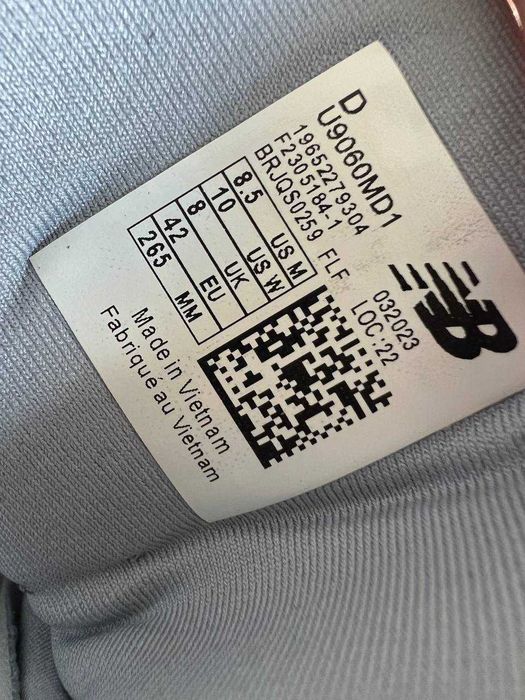 D
U9060MD1
19652279304
F2305184-1
BRJQS0259 FLF
032023
LOC:22
8.5 US M
10 US W
8 UK
42 EU
265 MM
Made in Vietnam
Fabriqué au Vietnam